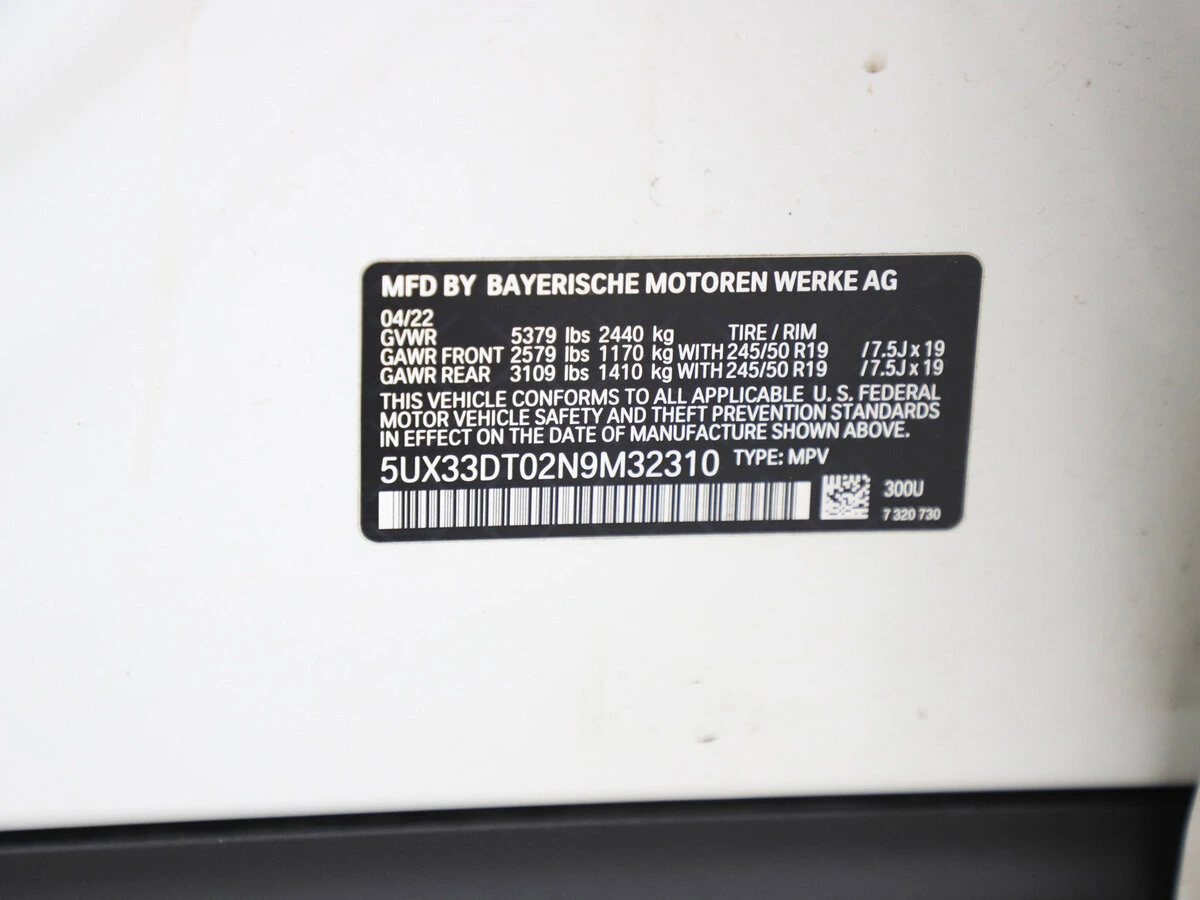 MFD BY BAYERISCHE MOTOREN WERKE AG
04/22
GVWR 5379 lbs 2440 kg TIRE / RIM
GAWR FRONT 2579 lbs 1170 kg WITH 245/50 R19 /7.5J x 19
GAWR REAR 3109 lbs 1410 kg WITH 245/50 R19 /7.5J x 19
THIS VEHICLE CONFORMS TO ALL APPLICABLE U. S. FEDERAL
MOTOR VEHICLE SAFETY AND THEFT PREVENTION STANDARDS
IN EFFECT ON THE DATE OF MANUFACTURE SHOWN ABOVE.
5UX33DT02N9M32310 TYPE: MPV
300U
7 320 730